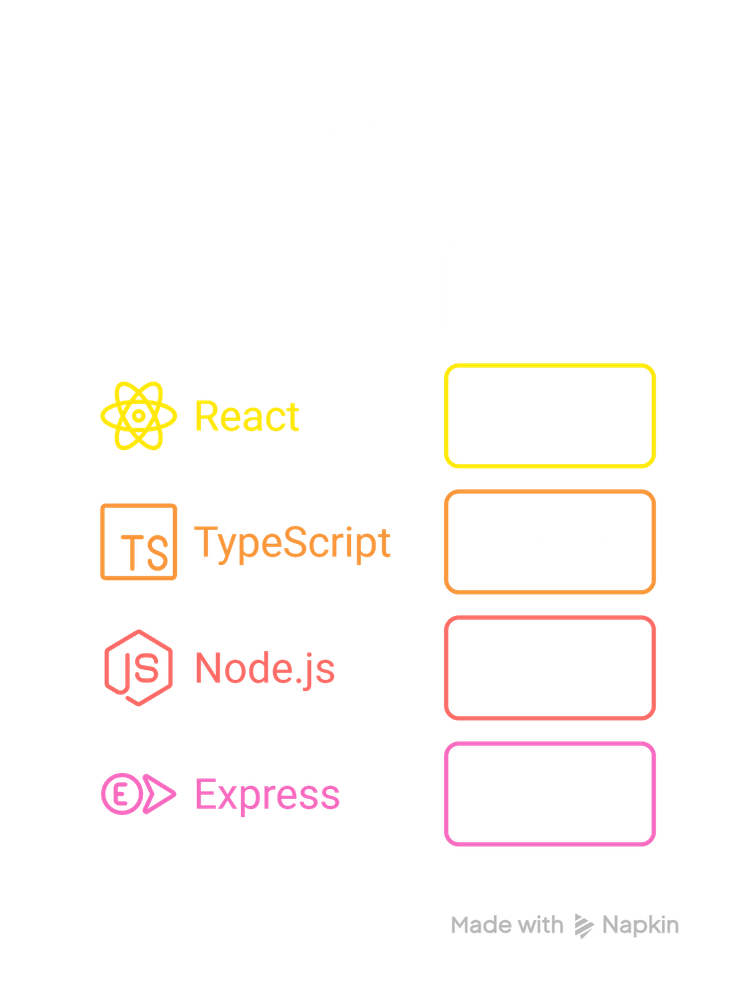 React
TS
TypeScript
JS
Node.js
E
Express
Made with Napkin